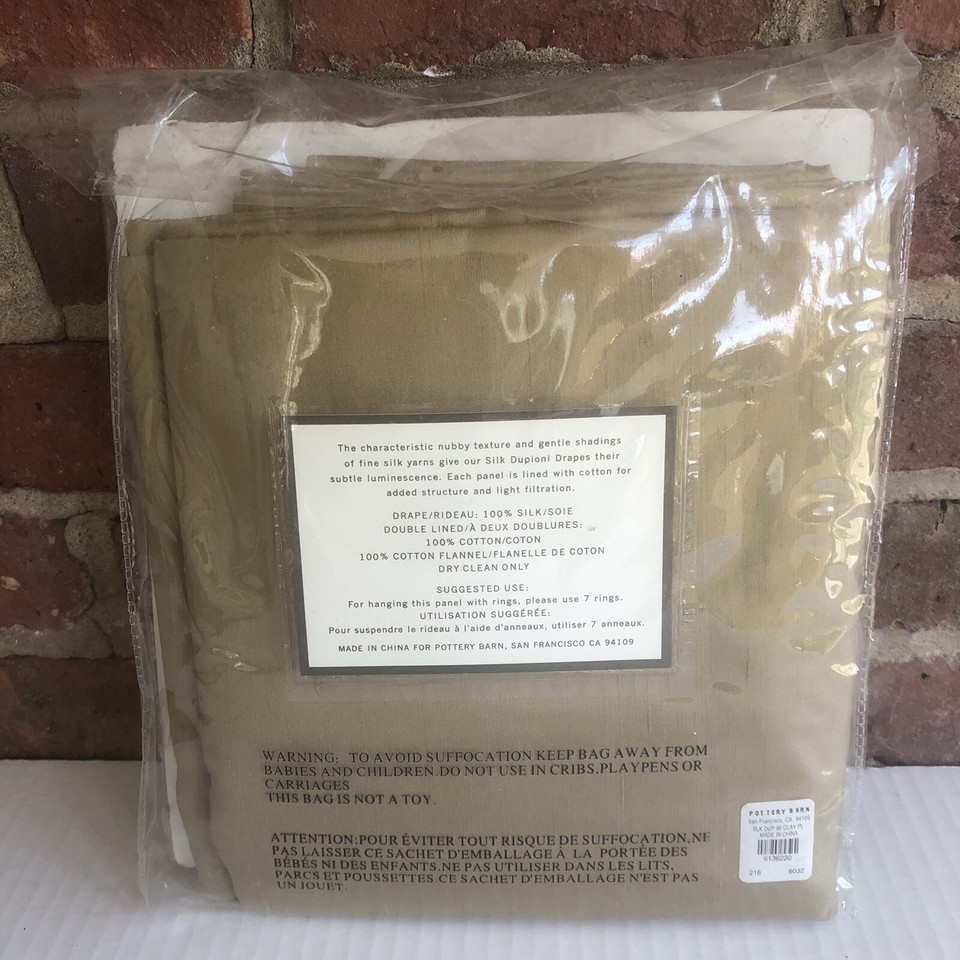 The characteristic nubby texture and gentle shadings
of fine silk yarns give our Silk Dupioni Drapes their
subtle luminescence. Each panel is lined with cotton for
added structure and light filtration.
DRAPE/RIDEAU: 100% SILK/SOIE
DOUBLE LINED/À DEUX DOUBLURES:
100% COTTON/COTON
100% COTTON FLANNEL/FLANELLE DE COTON
DRY CLEAN ONLY
SUGGESTED USE:
For hanging this panel with rings, please use 7 rings.
UTILISATION SUGGÉRÉE:
Pour suspendre le rideau à l'aide d'anneaux, utiliser 7 anneaux.
MADE IN CHINA FOR POTTERY BARN, SAN FRANCISCO CA 94109
WARNING: TO AVOID SUFFOCATION KEEP BAG AWAY FROM
BABIES AND CHILDREN.DO NOT USE IN CRIBS,PLAYPENS OR
CARRIAGES
THIS BAG IS NOT A TOY.
ATTENTION:POUR ÉVITER TOUT RISQUE DE SUFFOCATION,NE
PAS LAISSER CE SACHET D'EMBALLAGE À LA PORTÉE DES
BÉBÉS NI DES ENFANTS.NE PAS UTILISER DANS LES LITS,
PARCS ET POUSSETTES.CE SACHET D'EMBALLAGE N'EST PAS
UN JOUET.
POTTERY BARN
San Francisco, CA 94109
SILK DUP 96 CLAY PL
MADE IN CHINA
6136220
216 6032